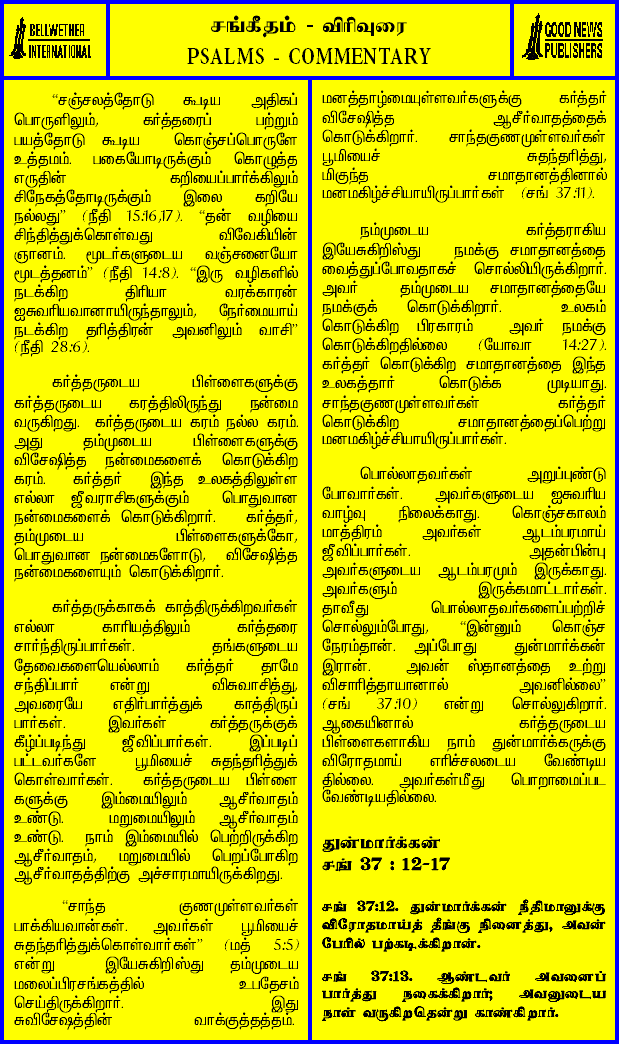 BELLWETHER
INTERNATIONAL
சங்கீதம் - விரிவுரை
PSALMS - COMMENTARY
GOOD NEWS
PUBLISHERS
“சஞ்சலத்தோடு கூடிய அதிகப்
பொருளிலும், கர்த்தரைப் பற்றும்
பயத்தோடு கூடிய கொஞ்சப்பொருளே
உத்தமம். பகையோடிருக்கும் கொழுத்த
எருதின் கறியைப்பார்க்கிலும்
சிநேகத்தோடிருக்கும் இலை கறியே
நல்லது” (நீதி 15:16,17). “தன் வழியை
சிந்தித்துக்கொள்வது விவேகியின்
ஞானம். மூடர்களுடைய வஞ்சனையோ
மூடத்தனம்” (நீதி 14:8). “இரு வழிகளில்
நடக்கிற திரியா வரக்காரன்
ஐசுவரியவானாயிருந்தாலும், நேர்மையாய்
நடக்கிற தரித்திரன் அவனிலும் வாசி”
(நீதி 28:6).
கர்த்தருடைய பிள்ளைகளுக்கு
கர்த்தருடைய கரத்திலிருந்து நன்மை
வருகிறது. கர்த்தருடைய கரம் நல்ல கரம்.
அது தம்முடைய பிள்ளைகளுக்கு
விசேஷித்த நன்மைகளைக் கொடுக்கிற
கரம். கர்த்தர் இந்த உலகத்திலுள்ள
எல்லா ஜீவராசிகளுக்கும் பொதுவான
நன்மைகளைக் கொடுக்கிறார். கர்த்தர்,
தம்முடைய பிள்ளைகளுக்கோ,
பொதுவான நன்மைகளோடு, விசேஷித்த
நன்மைகளையும் கொடுக்கிறார்.
கர்த்தருக்காகக் காத்திருக்கிறவர்கள்
எல்லா காரியத்திலும் கர்த்தரை
சார்ந்திருப்பார்கள். தங்களுடைய
தேவைகளையெல்லாம் கர்த்தர் தாமே
சந்திப்பார் என்று விசுவாசித்து,
அவரையே எதிர்பார்த்துக் காத்திருப்
பார்கள். இவர்கள் கர்த்தருக்குக்
கீழ்ப்படிந்து ஜீவிப்பார்கள். இப்படிப்
பட்டவர்களே பூமியைச் சுதந்தரித்துக்
கொள்வார்கள். கர்த்தருடைய பிள்ளை
களுக்கு இம்மையிலும் ஆசீர்வாதம்
உண்டு. மறுமையிலும் ஆசீர்வாதம்
உண்டு. நாம் இம்மையில் பெற்றிருக்கிற
ஆசீர்வாதம், மறுமையில் பெறப்போகிற
ஆசீர்வாதத்திற்கு அச்சாரமாயிருக்கிறது.
“சாந்த குணமுள்ளவர்கள்
பாக்கியவான்கள். அவர்கள் பூமியைச்
சுதந்தரித்துக்கொள்வார்கள்” (மத் 5:5)
என்று இயேசுகிறிஸ்து தம்முடைய
மலைப்பிரசங்கத்தில் உபதேசம்
செய்திருக்கிறார். இது
சுவிசேஷத்தின் வாக்குத்தத்தம்.
மனத்தாழ்மையுள்ளவர்களுக்கு கர்த்தர்
விசேஷித்த ஆசீர்வாதத்தைக்
கொடுக்கிறார். சாந்தகுணமுள்ளவர்கள்
பூமியைச் சுதந்தரித்து,
மிகுந்த சமாதானத்தினால்
மனமகிழ்ச்சியாயிருப்பார்கள் (சங் 37:11).
நம்முடைய கர்த்தராகிய
இயேசுகிறிஸ்து நமக்கு சமாதானத்தை
வைத்துப்போவதாகச் சொல்லியிருக்கிறார்.
அவர் தம்முடைய சமாதானத்தையே
நமக்குக் கொடுக்கிறார். உலகம்
கொடுக்கிற பிரகாரம் அவர் நமக்கு
கொடுக்கிறதில்லை (யோவா 14:27).
கர்த்தர் கொடுக்கிற சமாதானத்தை இந்த
உலகத்தார் கொடுக்க முடியாது.
சாந்தகுணமுள்ளவர்கள் கர்த்தர்
கொடுக்கிற சமாதானத்தைப்பெற்று
மனமகிழ்ச்சியாயிருப்பார்கள்.
பொல்லாதவர்கள் அறுப்புண்டு
போவார்கள். அவர்களுடைய ஐசுவரிய
வாழ்வு நிலைக்காது. கொஞ்சகாலம்
மாத்திரம் அவர்கள் ஆடம்பரமாய்
ஜீவிப்பார்கள். அதன்பின்பு
அவர்களுடைய ஆடம்பரமும் இருக்காது.
அவர்களும் இருக்கமாட்டார்கள்.
தாவீது பொல்லாதவர்களைப்பற்றிச்
சொல்லும்போது, “இன்னும் கொஞ்ச
நேரம்தான். அப்போது துன்மார்க்கன்
இரான். அவன் ஸ்தானத்தை உற்று
விசாரித்தாயானால் அவனில்லை”
(சங் 37:10) என்று சொல்லுகிறார்.
ஆகையினால் கர்த்தருடைய
பிள்ளைகளாகிய நாம் துன்மார்க்கருக்கு
விரோதமாய் எரிச்சலடைய வேண்டிய
தில்லை. அவர்கள்மீது பொறாமைப்பட
வேண்டியதில்லை.
துன்மார்க்கன்
சங் 37 : 12-17
சங் 37:12. துன்மார்க்கன் நீதிமானுக்கு
விரோதமாய்த் தீங்கு நினைத்து, அவன்
பேரில் பற்கடிக்கிறான்.
சங் 37:13. ஆண்டவர் அவனைப்
பார்த்து நகைக்கிறார்; அவனுடைய
நாள் வருகிறதென்று காண்கிறார்.